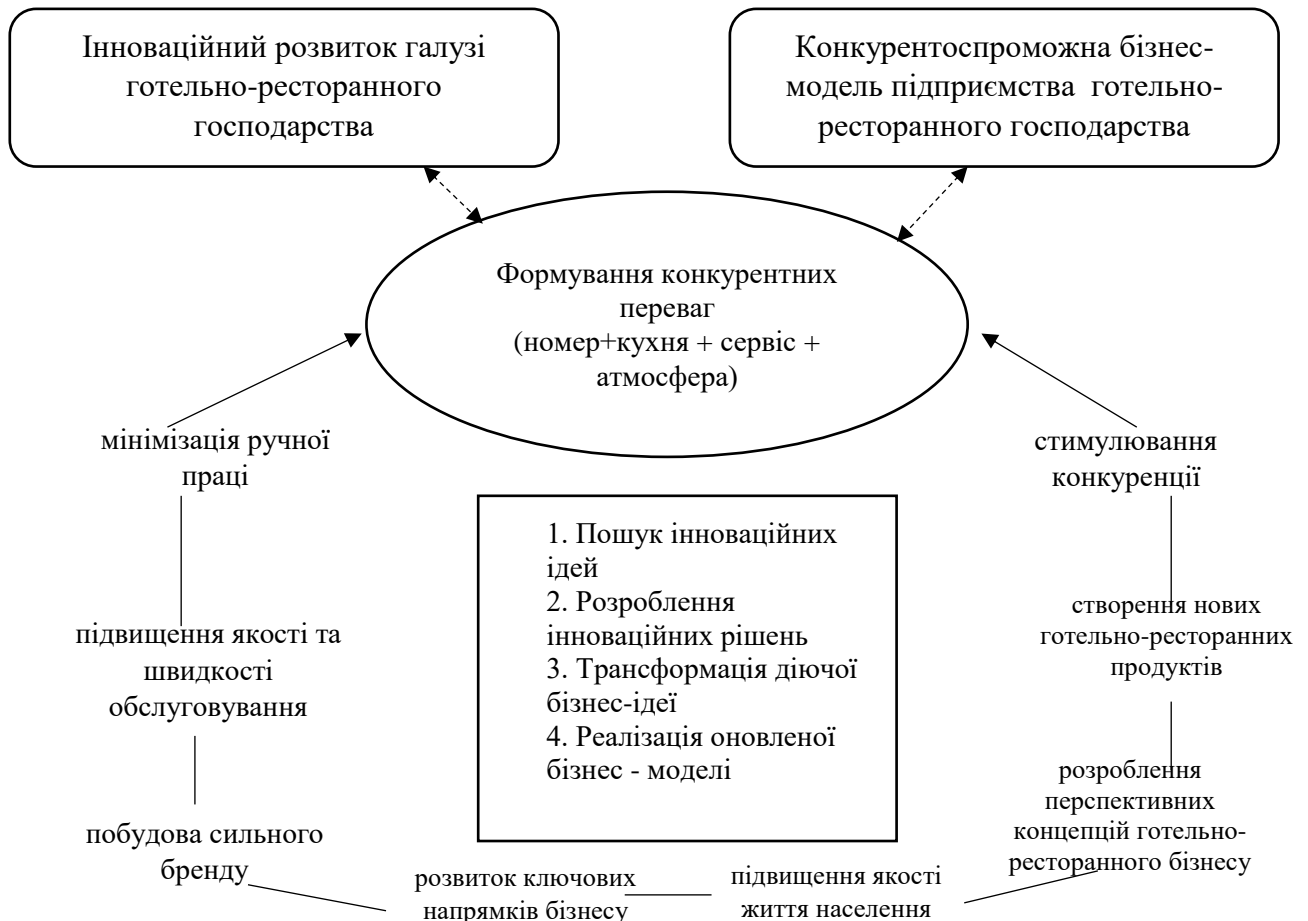 Інноваційний розвиток галузі
готельно-ресторанного
господарства
Конкурентоспроможна бізнес-
модель підприємства готельно-
ресторанного господарства
Формування конкурентних
переваг
(номер+кухня + сервіс +
атмосфера)
мінімізація ручної
праці
стимулювання
конкуренції
1. Пошук інноваційних
ідей
2. Розроблення
інноваційних рішень
3. Трансформація діючої
бізнес-ідеї
4. Реалізація оновленої
бізнес - моделі
підвищення якості та
швидкості
обслуговування
створення нових
готельно-ресторанних
продуктів
побудова сильного
бренду
розроблення
перспективних
концепцій готельно-
ресторанного бізнесу
розвиток ключових
напрямків бізнесу
підвищення якості
життя населення